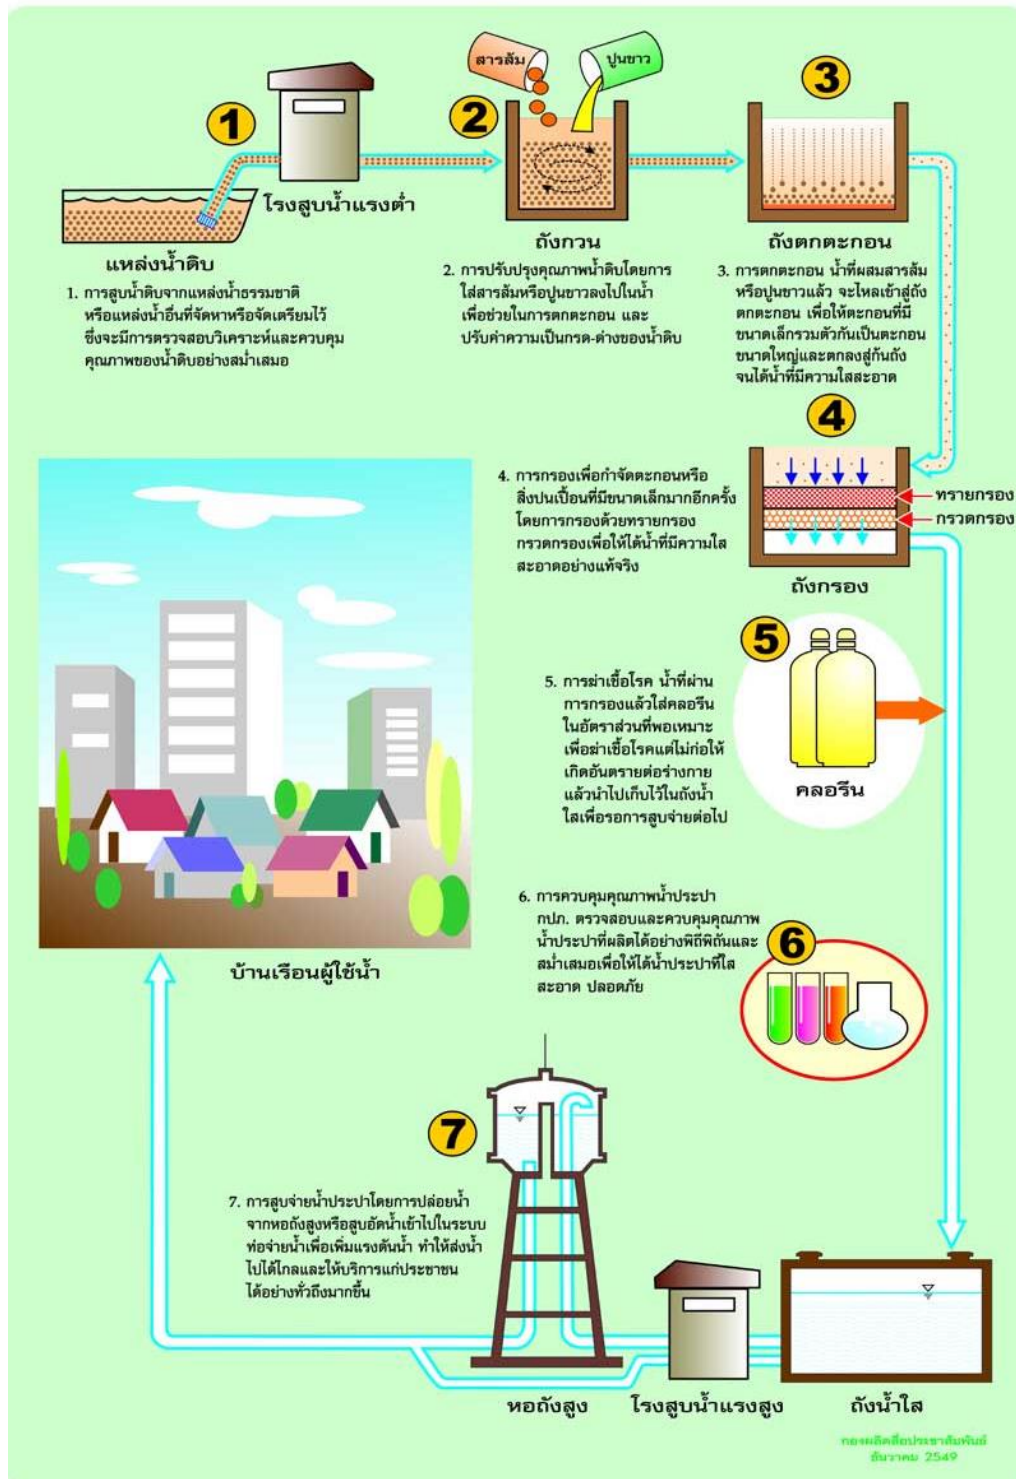 สารส้ม
ปูนขาว
1
2
3
โรงสูบน้ำแรงต่ำ
แหล่งน้ำดิบ
ถังกวน
ถังตกตะกอน
1. การสูบน้ำดิบจากแหล่งน้ำธรรมชาติ
หรือแหล่งน้ำอื่นที่จัดหาหรือจัดเตรียมไว้
ซึ่งจะมีการตรวจสอบวิเคราะห์และควบคุม
คุณภาพของน้ำดิบอย่างสม่ำเสมอ
2. การปรับปรุงคุณภาพน้ำดิบโดยการ
ใส่สารส้มหรือปูนขาวลงไปในน้ำ
เพื่อช่วยในการตกตะกอน และ
ปรับค่าความเป็นกรด-ด่างของน้ำดิบ
3. การตกตะกอน น้ำที่ผสมสารส้ม
หรือปูนขาวแล้ว จะไหลเข้าสู่ถัง
ตกตะกอน เพื่อให้ตะกอนที่มี
ขนาดเล็กรวมตัวกันเป็นตะกอน
ขนาดใหญ่และตกลงสู่ก้นถัง
จนได้น้ำที่มีความใสสะอาด
4
ทรายกรอง
กรวดกรอง
ถังกรอง
4. การกรองเพื่อกำจัดตะกอนหรือ
สิ่งปนเปื้อนที่มีขนาดเล็กมากอีกครั้ง
โดยการกรองด้วยทรายกรอง
กรวดกรองเพื่อให้ได้น้ำที่มีความใส
สะอาดอย่างแท้จริง
5
คลอรีน
5. การฆ่าเชื้อโรค น้ำที่ผ่าน
การกรองแล้วใส่คลอรีน
ในอัตราส่วนที่พอเหมาะ
เพื่อฆ่าเชื้อโรคแต่ไม่ก่อให้
เกิดอันตรายต่อร่างกาย
แล้วนำไปเก็บไว้ในถังน้ำ
ใสเพื่อรอการสูบจ่ายต่อไป
6. การควบคุมคุณภาพน้ำประปา
กปภ. ตรวจสอบและควบคุมคุณภาพ
น้ำประปาที่ผลิตได้อย่างพิถีพิถันและ
สม่ำเสมอเพื่อให้ได้น้ำประปาที่ใส
สะอาด ปลอดภัย
6
บ้านเรือนผู้ใช้น้ำ
7
7. การสูบจ่ายน้ำประปาโดยการปล่อยน้ำ
จากหอถังสูงหรือสูบอัดน้ำเข้าไปในระบบ
ท่อจ่ายน้ำเพื่อเพิ่มแรงดันน้ำ ทำให้ส่งน้ำ
ไปได้ไกลและให้บริการแก่ประชาชน
ได้อย่างทั่วถึงมากขึ้น
หอถังสูง
โรงสูบน้ำแรงสูง
ถังน้ำใส
กองผลิตสื่อประชาสัมพันธ์
ธันวาคม 2549